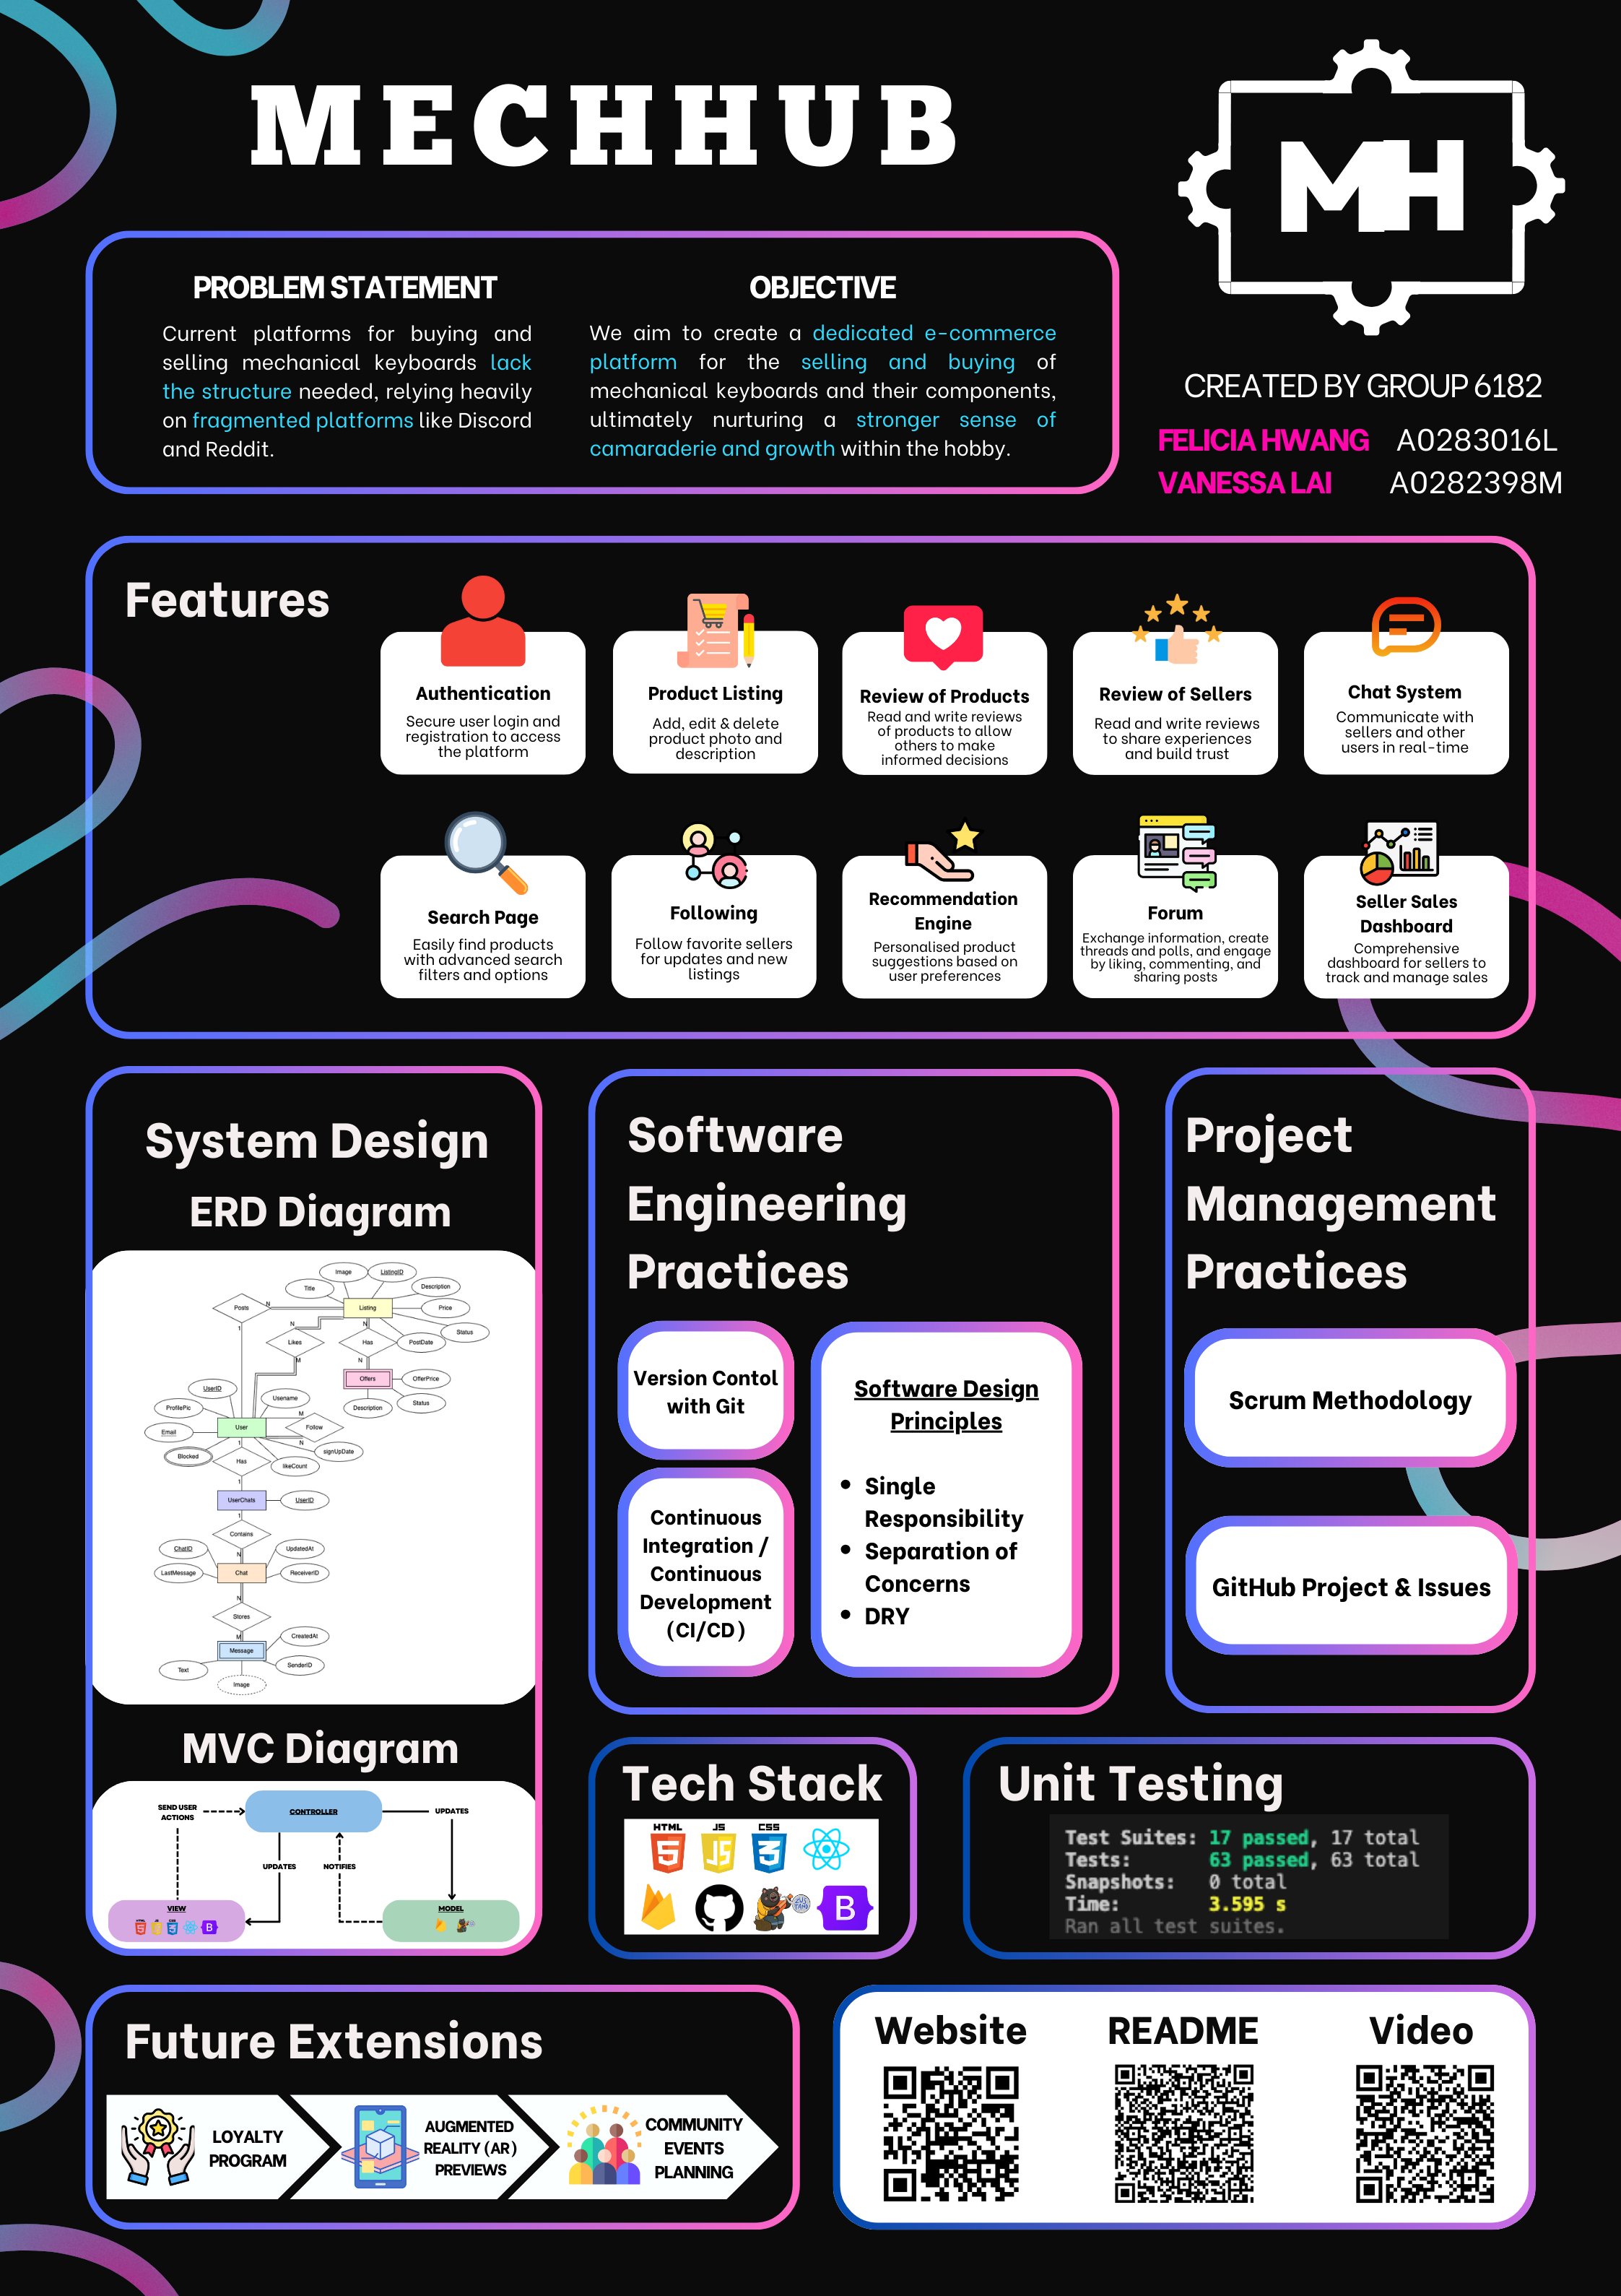 MECHHUB
MH
PROBLEM STATEMENT
Current platforms for buying and
selling mechanical keyboards lack
the structure needed, relying heavily
on fragmented platforms like Discord
and Reddit.
OBJECTIVE
We aim to create a dedicated e-commerce
platform for the selling and buying of
mechanical keyboards and their components,
ultimately nurturing a stronger sense of
camaraderie and growth within the hobby.
CREATED BY GROUP 6182
FELICIA HWANG A0283016L
VANESSA LAI A0282398M
Features
Authentication
Secure user login and
registration to access
the platform
Product Listing
Add, edit & delete
product photo and
description
Review of Products
Read and write reviews
of products to allow
others to make
informed decisions
Review of Sellers
Read and write reviews
to share experiences
and build trust
Chat System
Communicate with
sellers and other
users in real-time
Search Page
Easily find products
with advanced search
filters and options
Following
Follow favorite sellers
for updates and new
listings
Recommendation
Engine
Personalised product
suggestions based on
user preferences
Forum
Exchange information, create
threads and polls, and engage
by liking, commenting, and
sharing posts
Seller Sales
Dashboard
Comprehensive
dashboard for sellers to
track and manage sales
System Design
ERD Diagram
Image
ListingID
Title
Description
Posts
N
Listing
Price
1
N
Likes
N
Has
PostDate
Status
M
N
Offers
OfferPrice
UserID
Username
Description
Status
ProfilePic
M
Email
User
Follow
N
Blocked
1
Has
signUpDate
likeCount
1
UserChats
UserID
1
Contains
ChatID
N
UpdatedAt
LastMessage
Chat
ReceiverID
N
Stores
M
CreatedAt
Message
Text
SenderID
Image
MVC Diagram
SEND USER
ACTIONS
CONTROLLER
UPDATES
UPDATES
NOTIFIES
VIEW
MODEL
Software
Engineering
Practices
Version Contol
with Git
Continuous
Integration /
Continuous
Development
(CI/CD)
Software Design
Principles
• Single
Responsibility
• Separation of
Concerns
• DRY
Project
Management
Practices
Scrum Methodology
GitHub Project & Issues
Tech Stack
HTML
5
JS
JS
CSS
3
B
Unit Testing
Test Suites: 17 passed, 17 total
Tests: 63 passed, 63 total
Snapshots: 0 total
Time: 3.595 s
Ran all test suites.
Future Extensions
LOYALTY
PROGRAM
AUGMENTED
REALITY (AR)
PREVIEWS
COMMUNITY
EVENTS
PLANNING
Website
README
Video